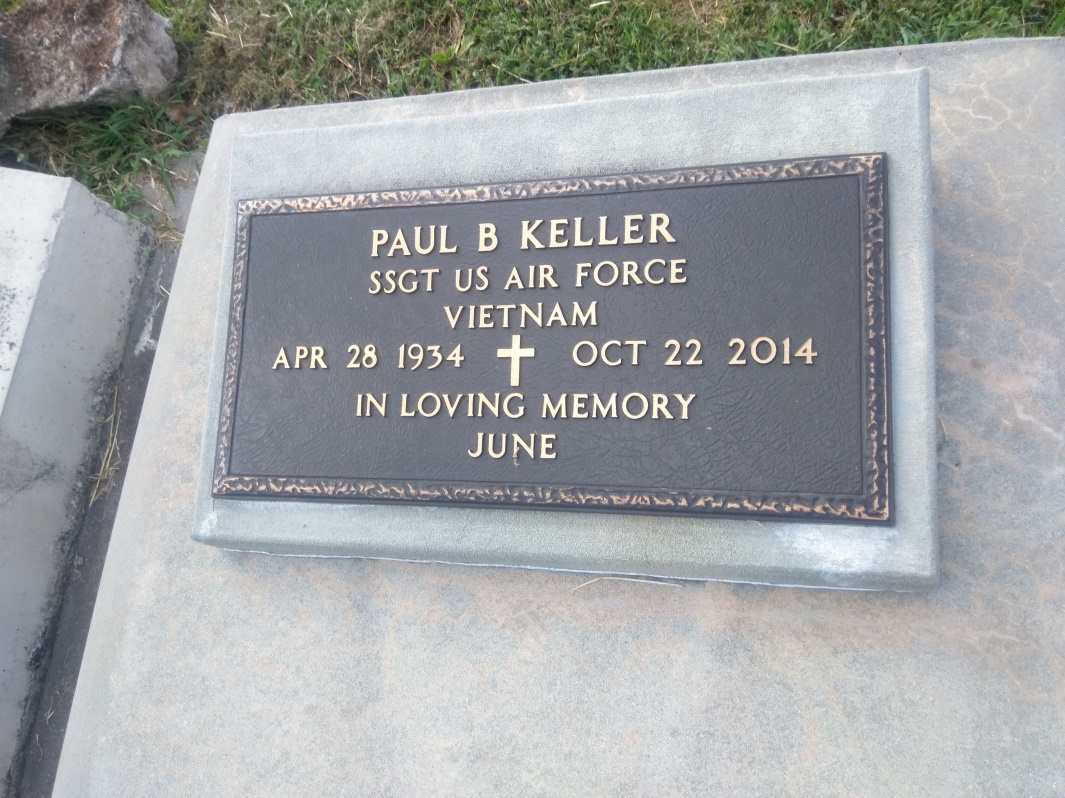 PAUL B KELLER
SSGT US AIR FORCE
VIETNAM
APR 28 1934 OCT 22 2014
IN LOVING MEMORY
JUNE